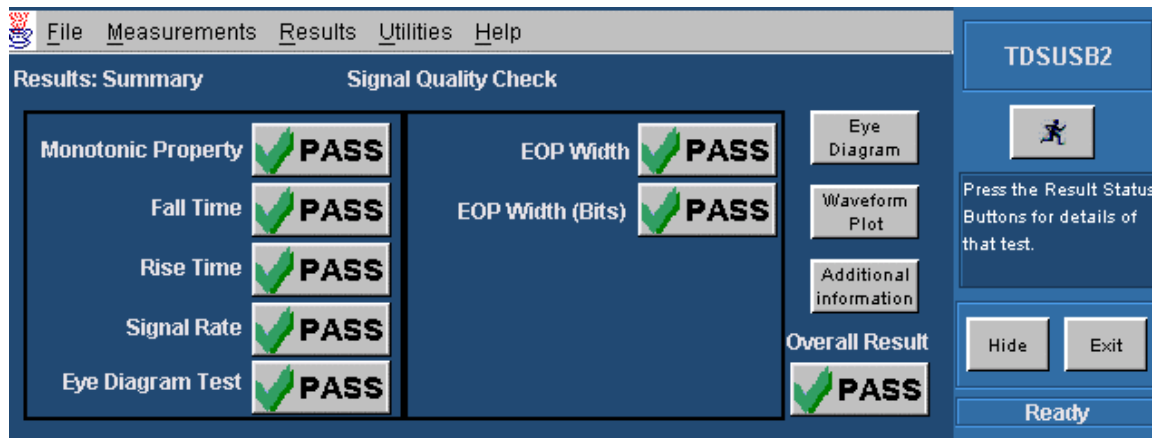 File Measurements Results Utilities Help
Results: Summary Signal Quality Check
Monotonic Property PASS
Fall Time PASS
Rise Time PASS
Signal Rate PASS
Eye Diagram Test PASS
EOP Width PASS
EOP Width (Bits) PASS
Eye
Diagram
Waveform
Plot
Additional
information
Overall Result
PASS
TDSUSB2
Press the Result Status
Buttons for details of
that test.
Hide Exit
Ready